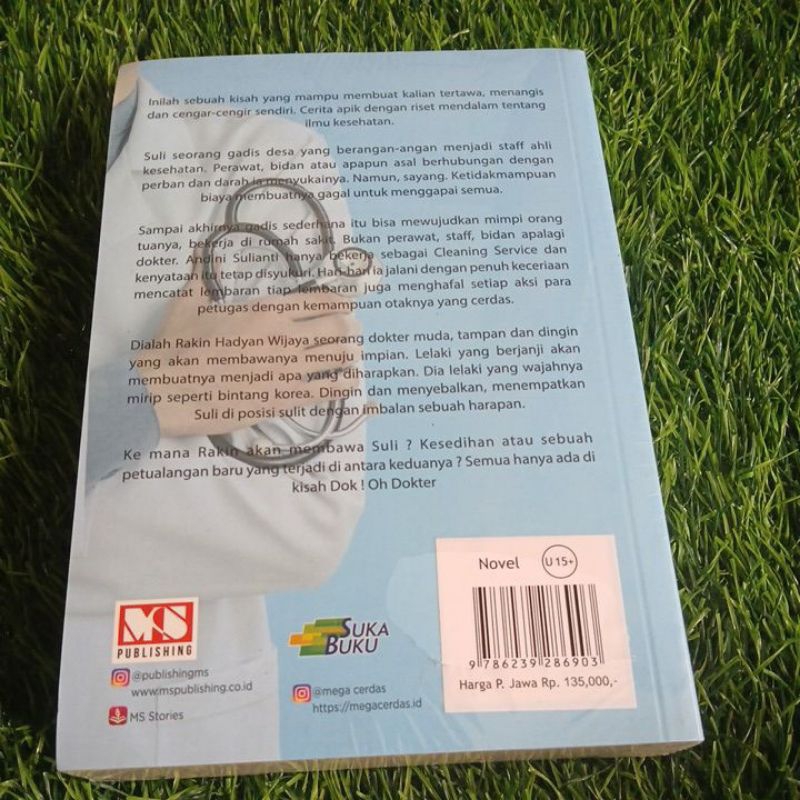 Inilah sebuah kisah yang mampu membuat kalian tertawa, menangis
dan cengar-cengir sendiri. Cerita apik dengan riset mendalam tentang
ilmu kesehatan.
Suli seorang gadis desa yang berangan-angan menjadi staff ahli
kesehatan. Perawat, bidan atau apapun asal berhubungan dengan
perban dan darah ia menyukainya. Namun, sayang. Ketidakmampuan
biaya membuatnya gagal untuk menggapai semua.
Sampai akhirnya gadis sederhana itu bisa mewujudkan mimpi orang
tuanya, bekerja di rumah sakit. Bukan perawat, staff, bidan apalagi
dokter. Andini Sulianti hanya bekerja sebagai Cleaning Service dan
kenyataan itu tetap disyukuri. Hari-hari ia jalani dengan penuh keceriaan
mencatat lembaran tiap lembaran juga menghafal setiap aksi para
petugas dengan kemampuan otaknya yang cerdas.
Dialah Rakin Hadyan Wijaya seorang dokter muda, tampan dan dingin
yang akan membawanya menuju impian. Lelaki yang berjanji akan
membuatnya menjadi apa yang diharapkan. Dia lelaki yang wajahnya
mirip seperti bintang korea. Dingin dan menyebalkan, menempatkan
Suli di posisi sulit dengan imbalan sebuah harapan.
Ke mana Rakin akan membawa Suli ? Kesedihan atau sebuah
petualangan baru yang terjadi di antara keduanya ? Semua hanya ada di
kisah Dok ! Oh Dokter
Novel U 15+
9 786239 286903
Harga P. Jawa Rp. 135,000,-
MS
PUBLISHING
@publishingms
www.mspublishing.co.id
MS Stories
SUKA
BUKU
@mega cerdas
https://megacerdas.id